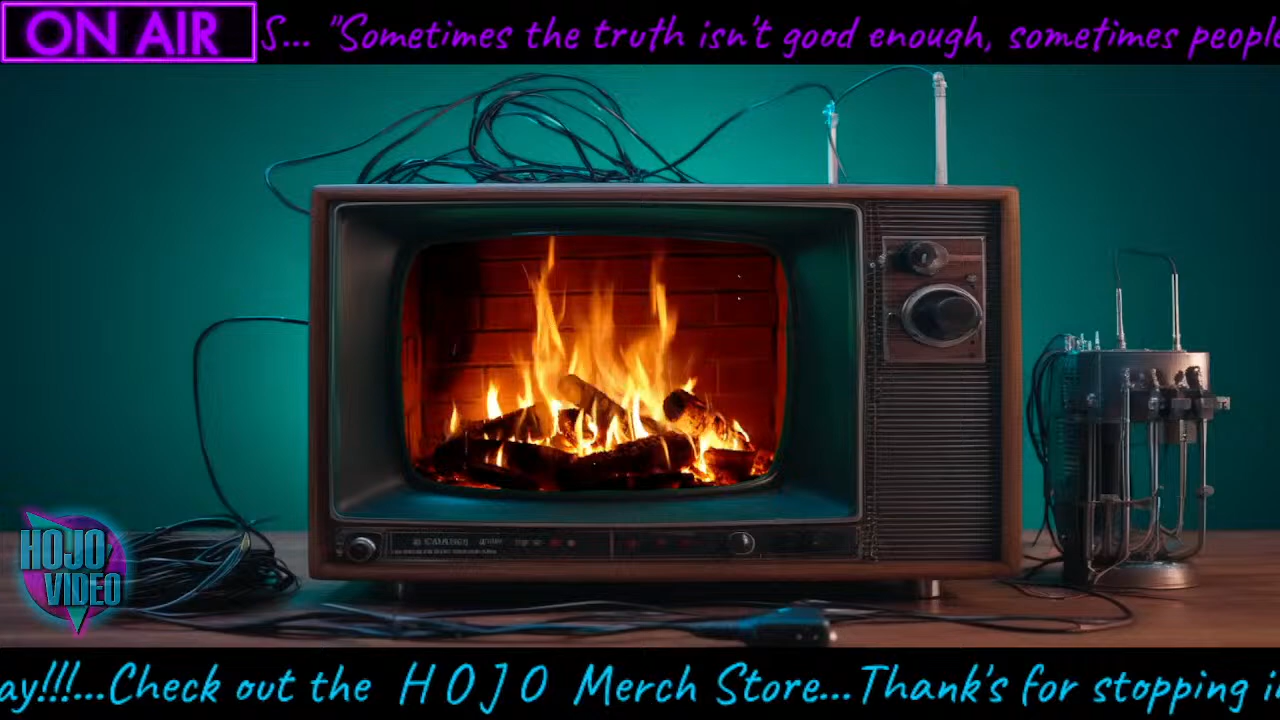 ON AIR S... "Sometimes the truth isn't good enough, sometimes people
HOJO
VIDEO
ay!!!...Check out the H O J O Merch Store...Thank's for stopping i